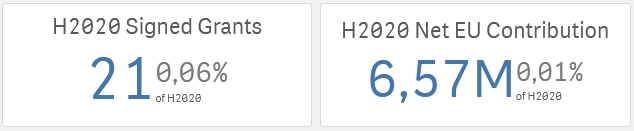 H2020 Signed Grants
21 0,06%
of H2020
H2020 Net EU Contribution
6,57M 0,01%
of H2020